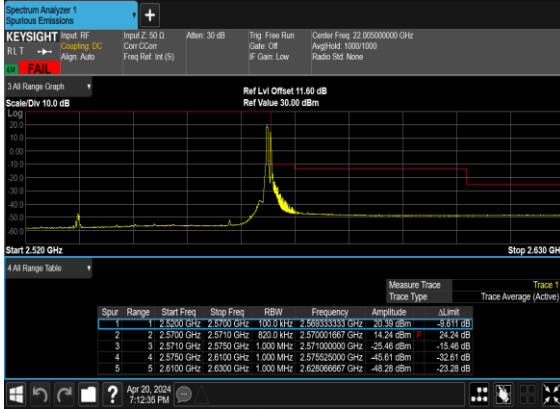 Spectrum Analyzer 1
Spurious Emissions
KEYSIGHT Input: RF Input Z: 50 Ω Atten: 30 dB Trig: Free Run Center Freq: 22.005000000 GHz
RLT Coupling: DC Corr CCorr Gate: Off Avg|Hold: 1000/1000
Align: Auto Freq Ref: Int (S) IF Gain: Low Radio Std: None
FAIL
3 All Range Graph
Ref Lvl Offset 11.60 dB
Scale/Div 10.0 dB Ref Value 30.00 dBm
Log
20.0
10.0
0.00
-10.0
-20.0
-30.0
-40.0
-50.0
-60.0
Start 2.520 GHz Stop 2.630 GH
4 All Range Table
Measure Trace Trace 1
Trace Type Trace Average (Active)
Spur Range Start Freq Stop Freq RBW Frequency Amplitude ΔLimit
1 1 2.5200 GHz 2.5700 GHz 100.0 kHz 2.569333333 GHz 20.39 dBm -9.611 dB
2 2 2.5700 GHz 2.5710 GHz 820.0 kHz 2.570001667 GHz 14.24 dBm F 24.24 dB
3 3 2.5710 GHz 2.5750 GHz 1.000 MHz 2.571000000 GHz -25.46 dBm -15.46 dB
4 4 2.5750 GHz 2.6100 GHz 1.000 MHz 2.575525000 GHz -45.61 dBm -32.61 dB
5 5 2.6100 GHz 2.6300 GHz 1.000 MHz 2.628066667 GHz -48.28 dBm -23.28 dB
Apr 20, 2024
7:12:35 PM